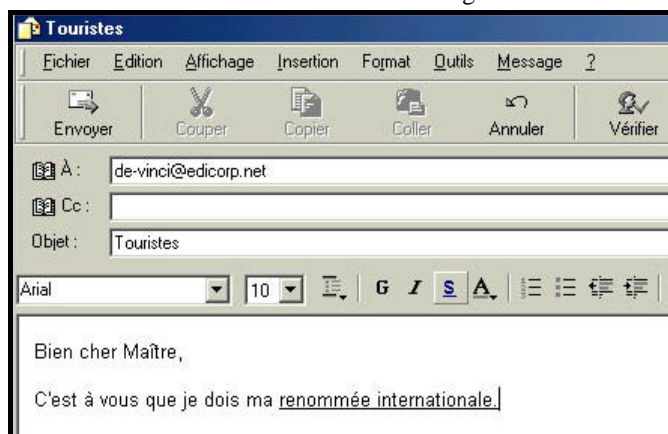 Touristes
Fichier Edition Affichage Insertion Format Outils Message ?
Envoyer Couper Copier Coller Annuler Vérifier
À : de-vinci@edicorp.net
Cc :
Objet : Touristes
Arial 10 G I S A
Bien cher Maître,
C'est à vous que je dois ma renommée internationale.